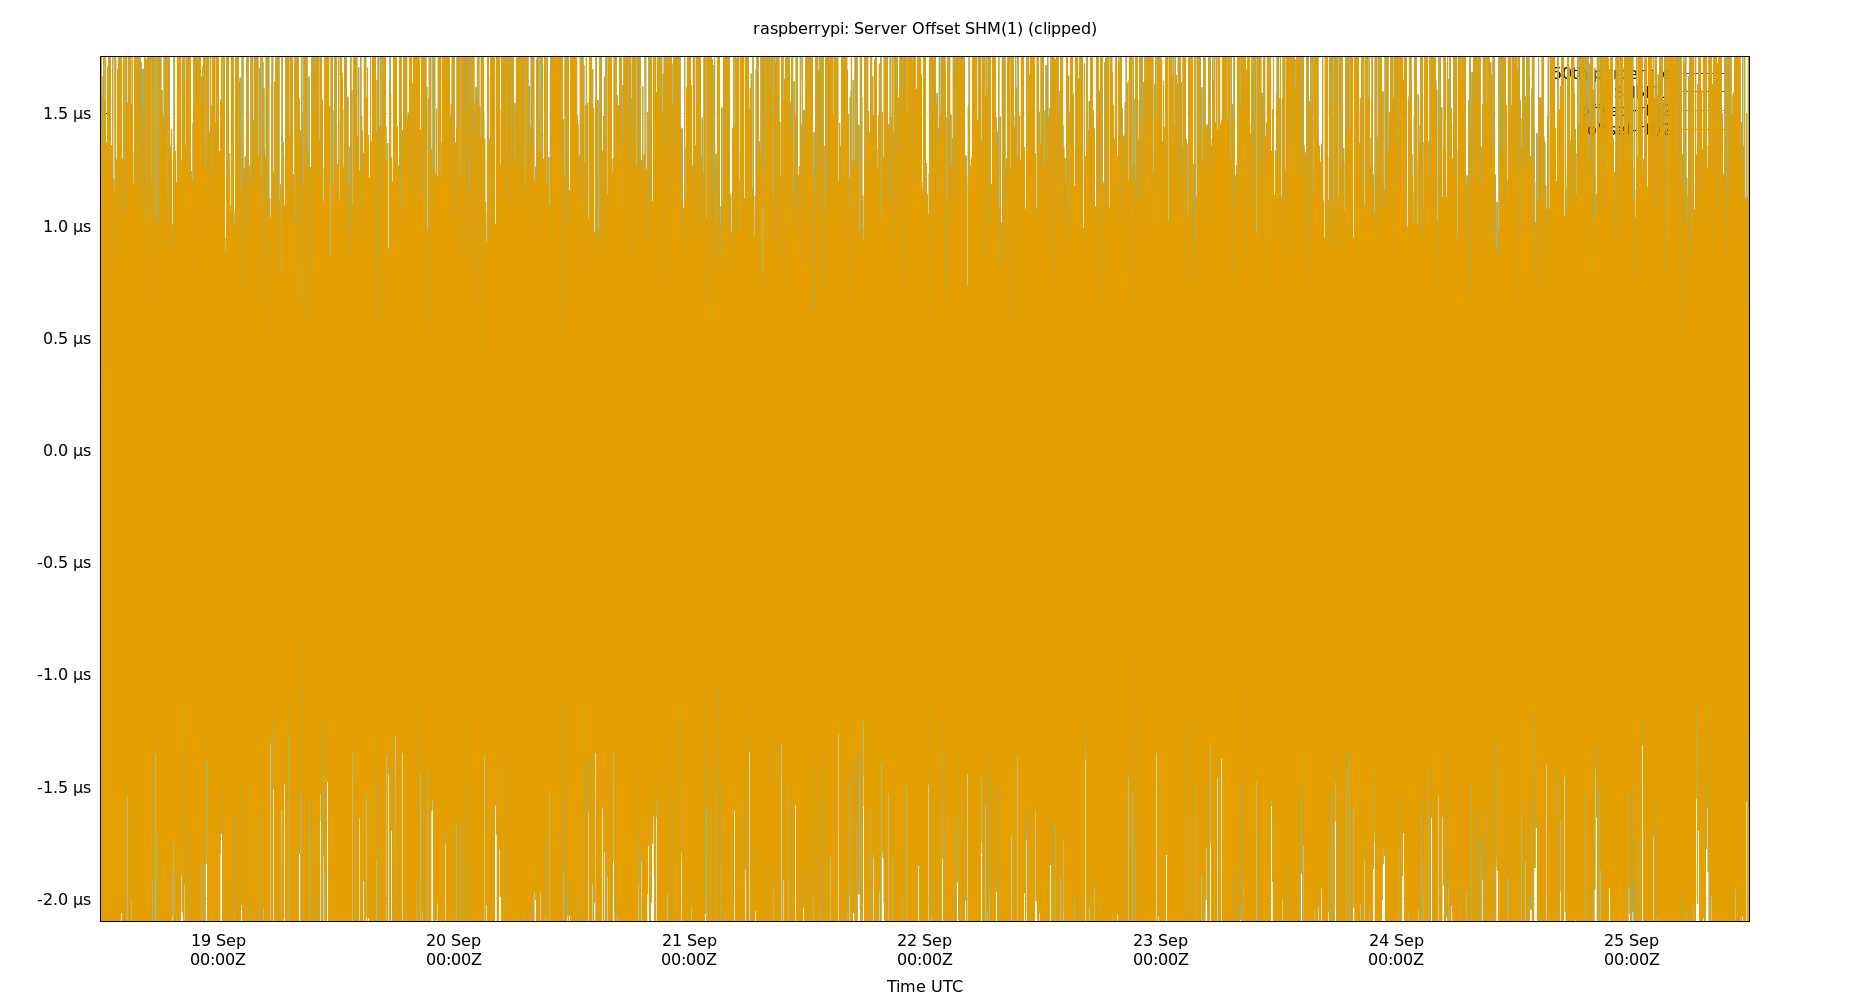 raspberrypi: Server Offset SHM(1) (clipped)
1.5 µs
1.0 µs
0.5 µs
0.0 µs
-0.5 µs
-1.0 µs
-1.5 µs
-2.0 µs
19 Sep 20 Sep 21 Sep 22 Sep 23 Sep 24 Sep 25 Sep
00:00Z 00:00Z 00:00Z 00:00Z 00:00Z 00:00Z 00:00Z
Time UTC